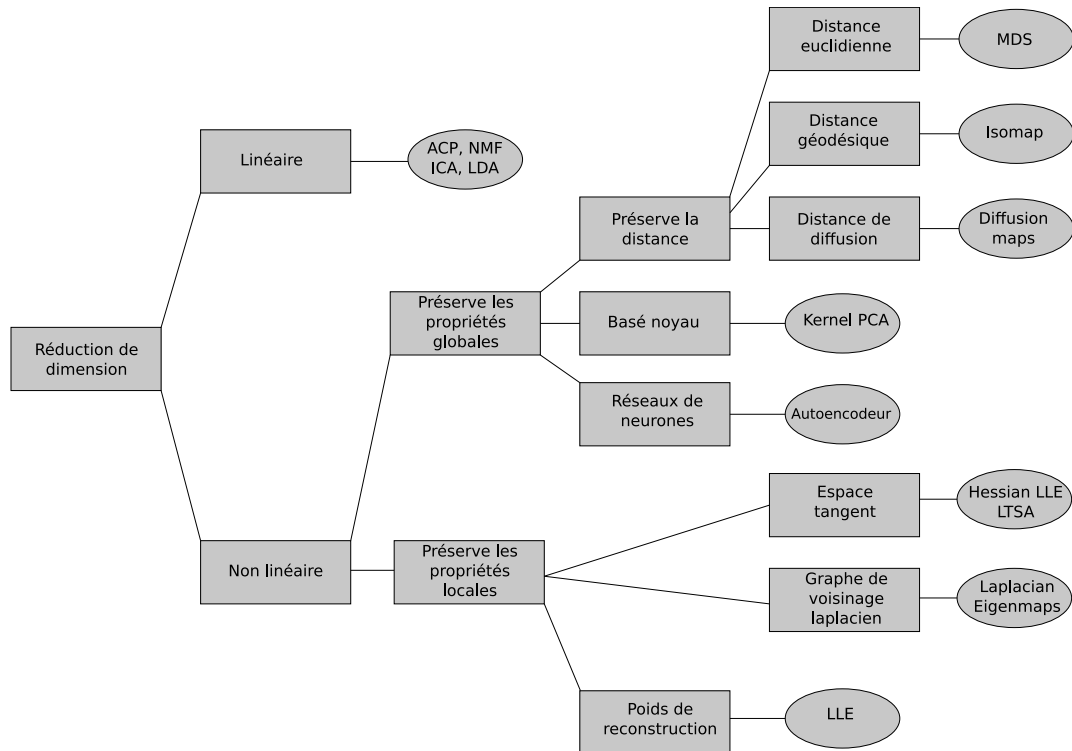 Distance
euclidienne
MDS
Distance
géodésique
Isomap
Linéaire
ACP, NMF
ICA, LDA
Préserve la
distance
Distance de
diffusion
Diffusion
maps
Préserve les
propriétés
globales
Basé noyau
Kernel PCA
Réduction de
dimension
Réseaux de
neurones
Autoencodeur
Espace
tangent
Hessian LLE
LTSA
Non linéaire
Préserve les
propriétés
locales
Graphe de
voisinage
laplacien
Laplacian
Eigenmaps
Poids de
reconstruction
LLE